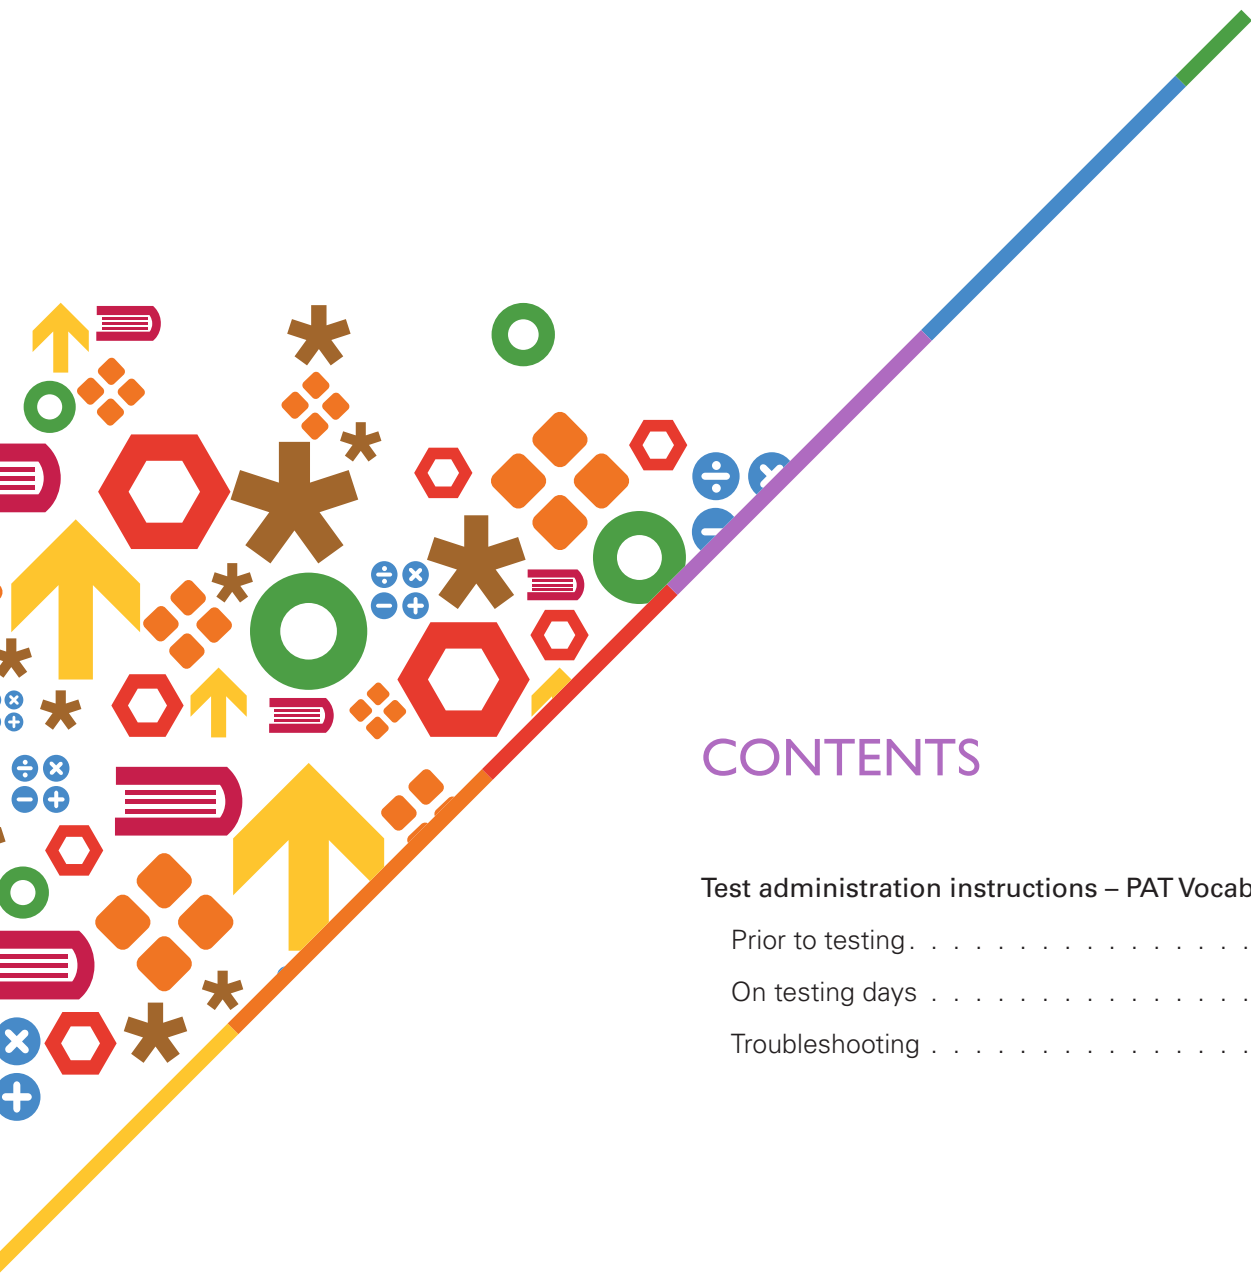 CONTENTS
Test administration instructions – PAT Vocab
Prior to testing . . . . . . . . . . . . . . . .
On testing days . . . . . . . . . . . . . . .
Troubleshooting . . . . . . . . . . . . . . .